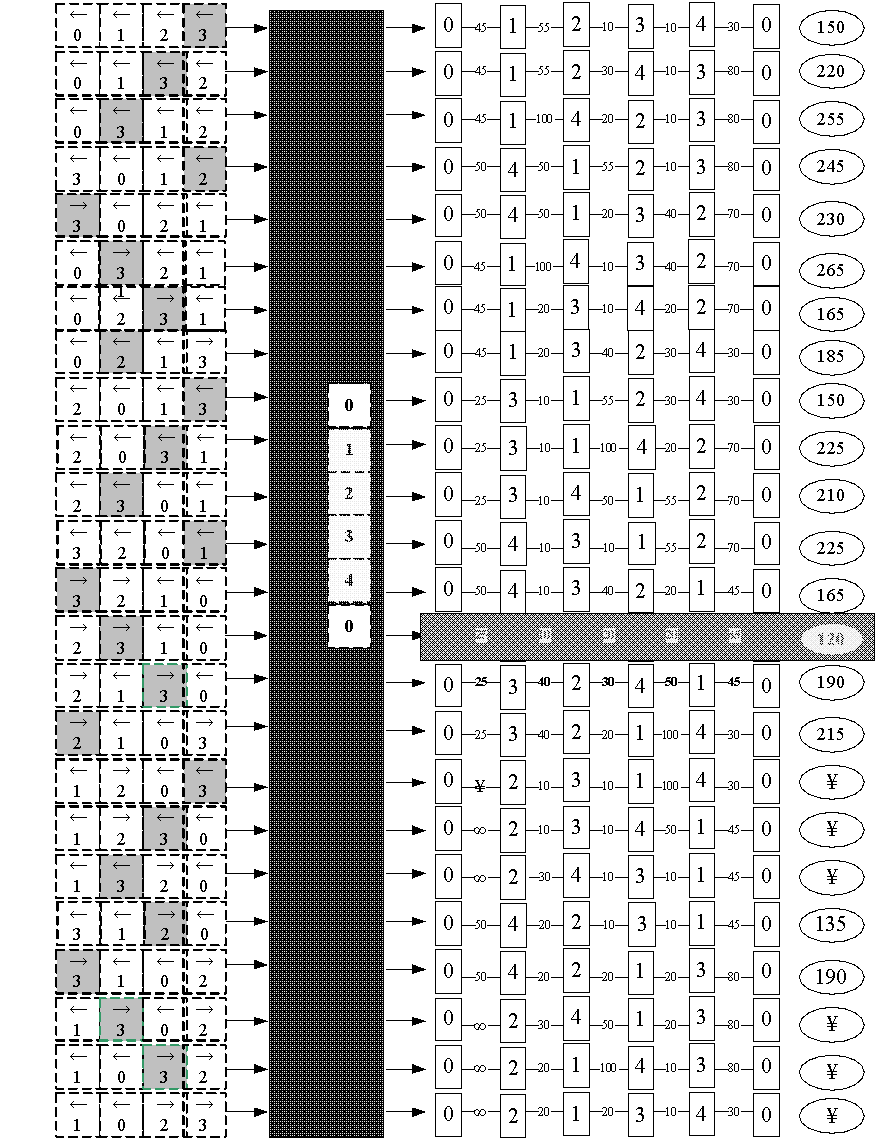 0 1 2 3 0 45 1 55 2 10 3 10 4 30 0 150
0 1 3 2 0 45 1 55 2 30 4 10 3 80 0 220
0 3 1 2 0 45 1 100 4 20 2 10 3 80 0 255
3 0 1 2 0 50 4 50 1 55 2 10 3 80 0 245
3 0 2 1 0 50 4 50 1 20 3 40 2 70 0 230
0 3 2 1 0 45 1 100 4 10 3 40 2 70 0 265
1
0 2 3 1 0 45 1 20 3 10 4 20 2 70 0 165
0 2 1 3 0 45 1 20 3 40 2 30 4 30 0 185
2 0 1 3 0 0 25 3 10 1 55 2 30 4 30 0 150
2 0 3 1 1 0 25 3 10 1 100 4 20 2 70 0 225
2 3 0 1 2 0 25 3 10 4 50 1 55 2 70 0 210
3 2 0 1 3 0 50 4 10 3 10 1 55 2 70 0 225
3 2 1 0 4 0 50 4 10 3 40 2 20 1 45 0 165
2 3 1 0 0 120
2 1 3 0 0 25 3 40 2 30 4 50 1 45 0 190
2 1 0 3 0 25 3 40 2 20 1 100 4 30 0 215
1 2 0 3 0 ¥ 2 10 3 10 1 100 4 30 0 ¥
1 2 3 0 0 ∞ 2 10 3 10 4 50 1 45 0 ¥
1 3 2 0 0 ∞ 2 30 4 10 3 10 1 45 0 ¥
3 1 2 0 0 50 4 20 2 10 3 10 1 45 0 135
3 1 0 2 0 50 4 20 2 20 1 20 3 80 0 190
1 3 0 2 0 ∞ 2 30 4 50 1 20 3 80 0 ¥
1 0 3 2 0 ∞ 2 20 1 100 4 10 3 80 0 ¥
1 0 2 3 0 ∞ 2 20 1 20 3 10 4 30 0 ¥